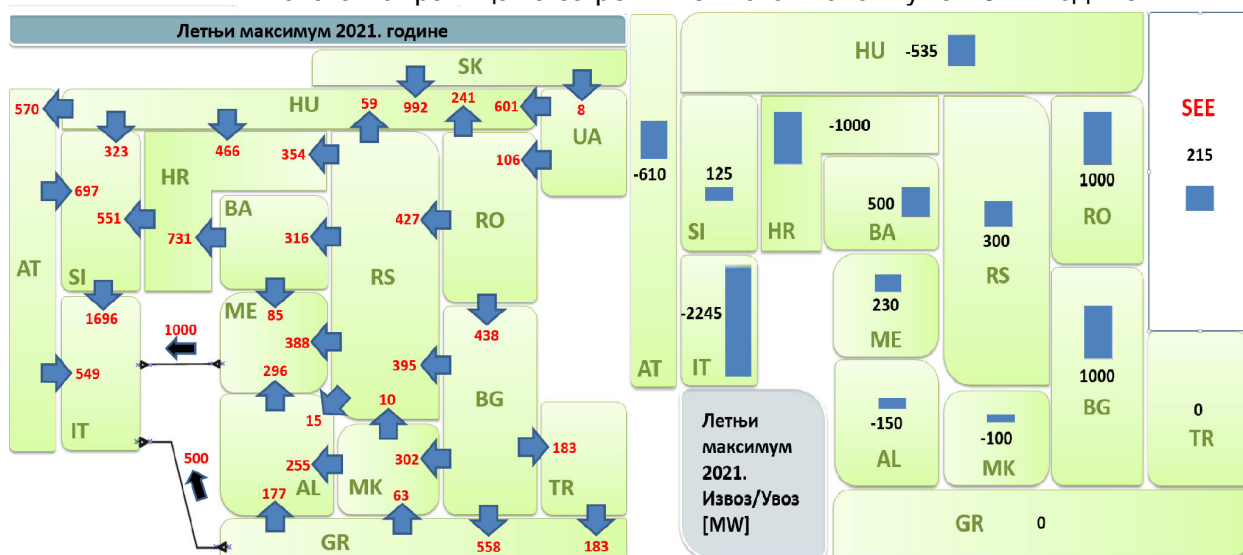 Летњи максимум 2021. године
SK
HU
59
992
241
601
8
UA
570
323
466
354
106
HR
697
551
731
BA
316
427
RO
AT
SI
RS
ME
85
1696
1000
388
438
296
395
549
10
BG
15
IT
500
255
302
183
AL
MK
TR
177
63
GR
558
183
HU
-535
SEE
215
-610
125
-1000
1000
500
SI
HR
BA
300
RO
RS
-2245
230
ME
AT
IT
1000
BG
Летњи
максимум
2021.
Извоз/Увоз
[MW]
-150
AL
-100
MK
0
TR
GR
0